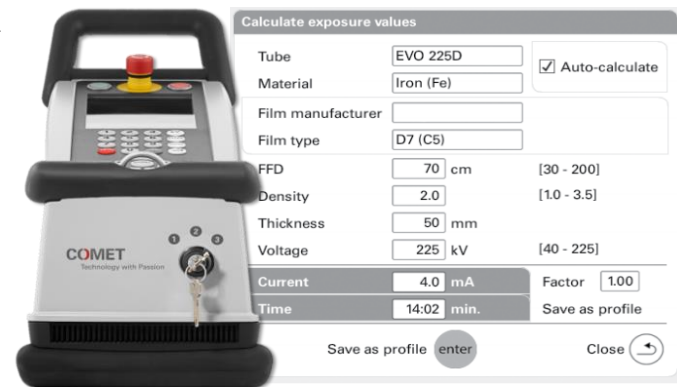 Calculate exposure values
Tube EVO 225D
Auto-calculate
Material Iron (Fe)
Film manufacturer
Film type D7 (C5)
FFD 70 cm [30 - 200]
Density 2.0 [1.0 - 3.5]
Thickness 50 mm
Voltage 225 kV [40 - 225]
Current 4.0 mA Factor 1.00
Time 14:02 min. Save as profile
Save as profile enter Close
1 2 3
COMET
Technology with Passion